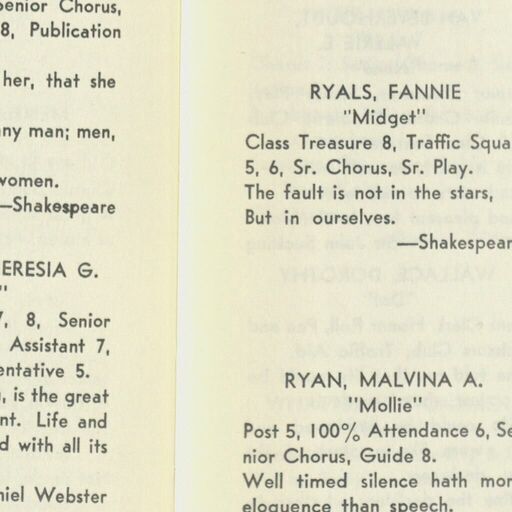 Senior Chorus,
8, Publication
her, that she
any man; men,
women.
—Shakespeare
ERESIA G.
"
7, 8, Senior
Assistant 7,
entative 5.
, is the great
nt. Life and
d with all its
niel Webster
RYALS, FANNIE
"Midget"
Class Treasure 8, Traffic Squa
5, 6, Sr. Chorus, Sr. Play.
The fault is not in the stars,
But in ourselves.
—Shakespear
RYAN, MALVINA A.
"Mollie"
Post 5, 100% Attendance 6, Se
nior Chorus, Guide 8.
Well timed silence hath mor
eloquence than speech.